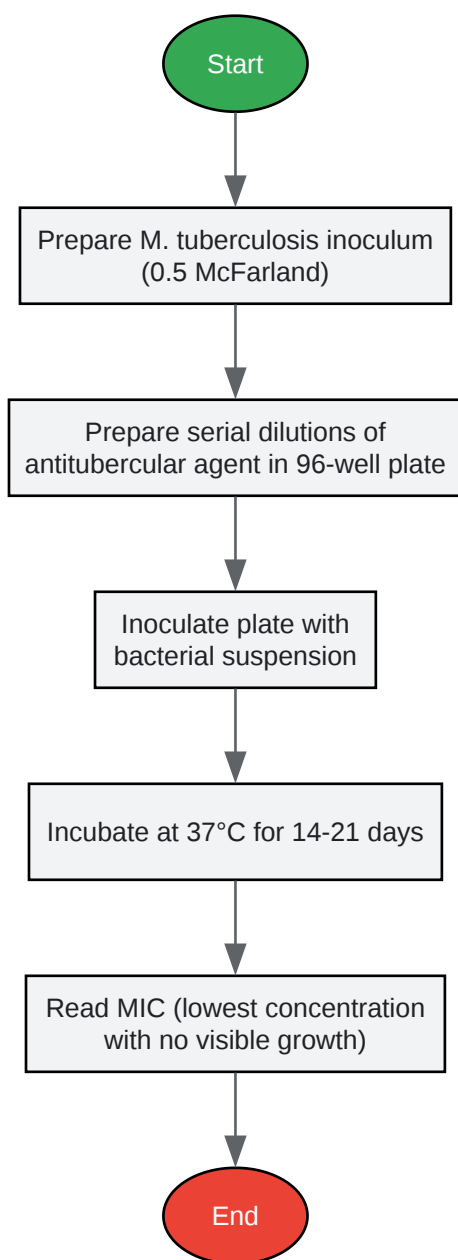 Start
Prepare M. tuberculosis inoculum
(0.5 McFarland)
Prepare serial dilutions of
antitubercular agent in 96-well plate
Inoculate plate with
bacterial suspension
Incubate at 37°C for 14-21 days
Read MIC (lowest concentration
with no visible growth)
End